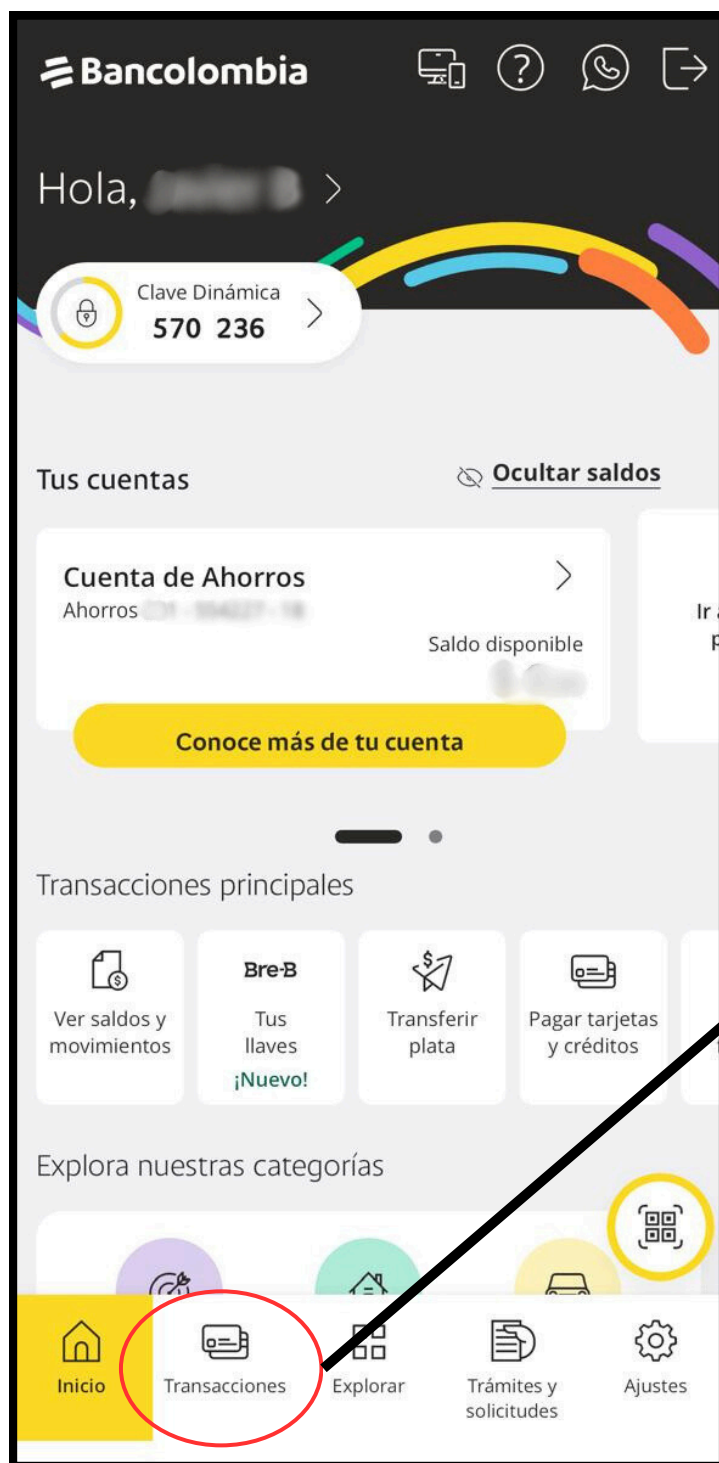 Bancolombia
Hola,
Clave Dinámica
570 236
Tus cuentas
Ocultar saldos
Cuenta de Ahorros
Ahorros
Saldo disponible
Ir
Conoce más de tu cuenta
Transacciones principales
Ver saldos y
movimientos
Bre-B
Tus
llaves
¡Nuevo!
Transferir
plata
Pagar tarjetas
y créditos
Explora nuestras categorías
Inicio
Transacciones
Explorar
Trámites y
solicitudes
Ajustes